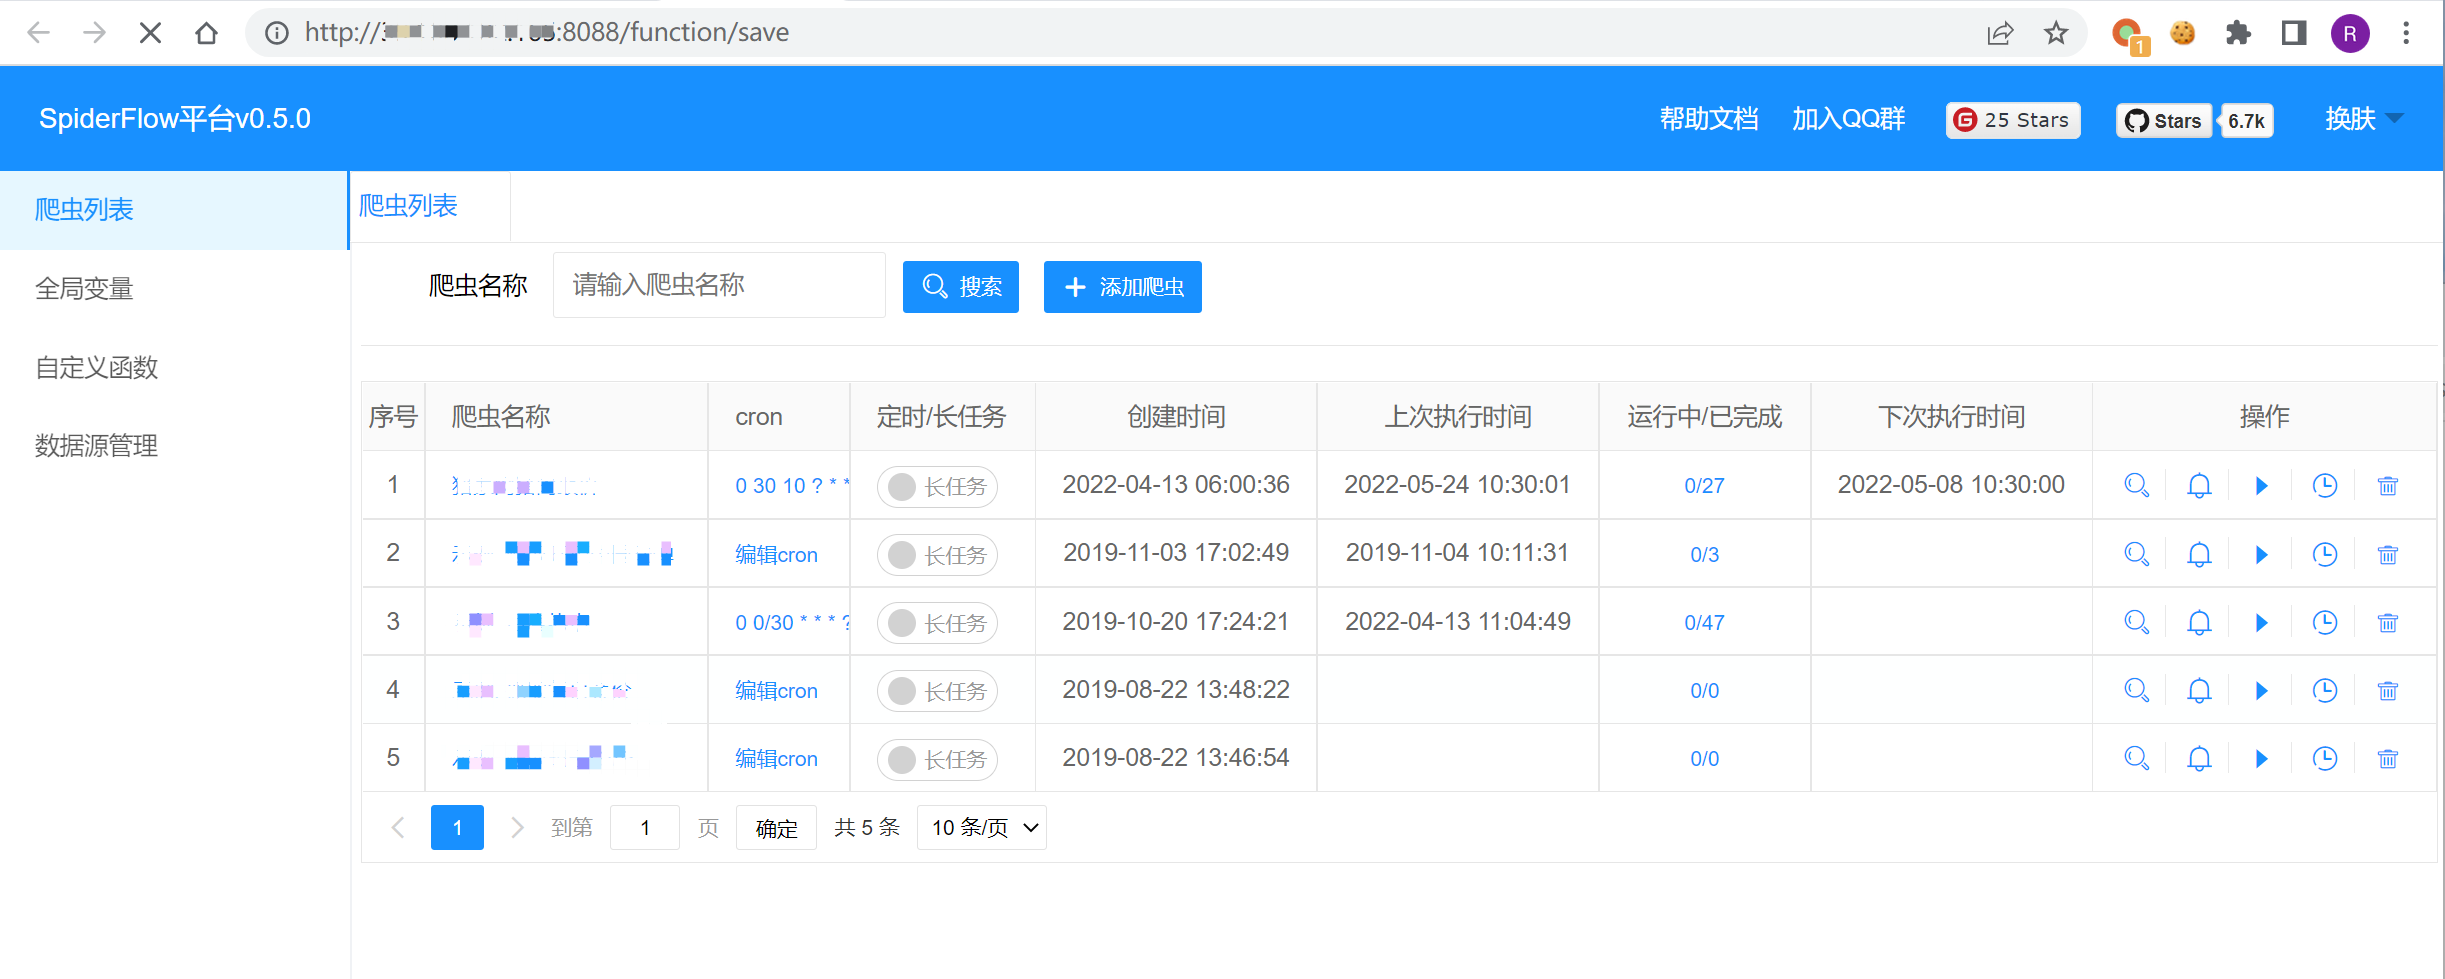 :8088/function/save
R
1
SpiderFlow平台v0.5.0
帮助文档
加入QQ群
G 25 Stars
Stars
6.7k
换肤
爬虫列表
全局变量
自定义函数
数据源管理
爬虫列表
爬虫名称
请输入爬虫名称
搜索
添加爬虫
序号 爬虫名称 cron 定时/长任务 创建时间 上次执行时间 运行中/已完成 下次执行时间 操作
1 0 30 10 ? * * 长任务 2022-04-13 06:00:36 2022-05-24 10:30:01 0/27 2022-05-08 10:30:00
2 编辑cron 长任务 2019-11-03 17:02:49 2019-11-04 10:11:31 0/3
3 0 0/30 * * * ? 长任务 2019-10-20 17:24:21 2022-04-13 11:04:49 0/47
4 编辑cron 长任务 2019-08-22 13:48:22 0/0
5 编辑cron 长任务 2019-08-22 13:46:54 0/0
1 到第 1 页 确定 共 5 条 10 条/页